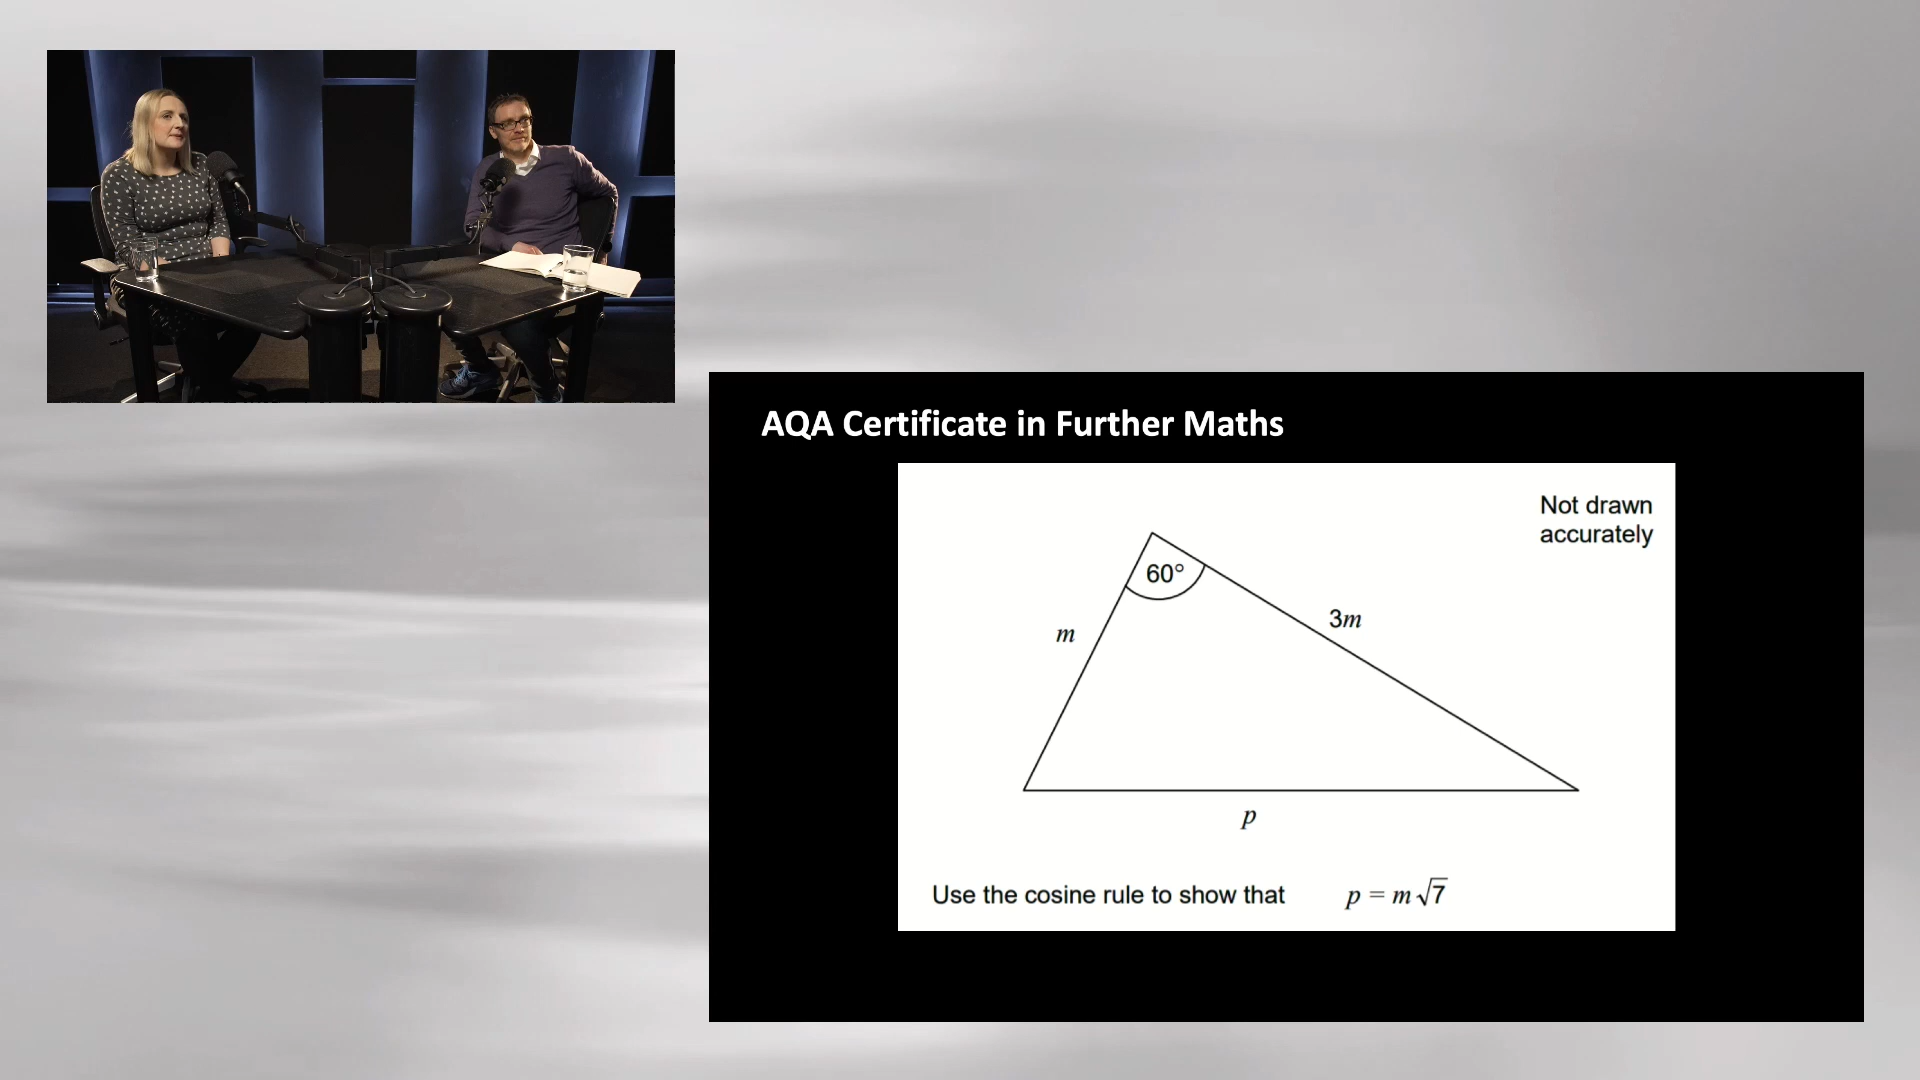 AQA Certificate in Further Maths
Not drawn
accurately
60°
m
3m
p
Use the cosine rule to show that p = m√7